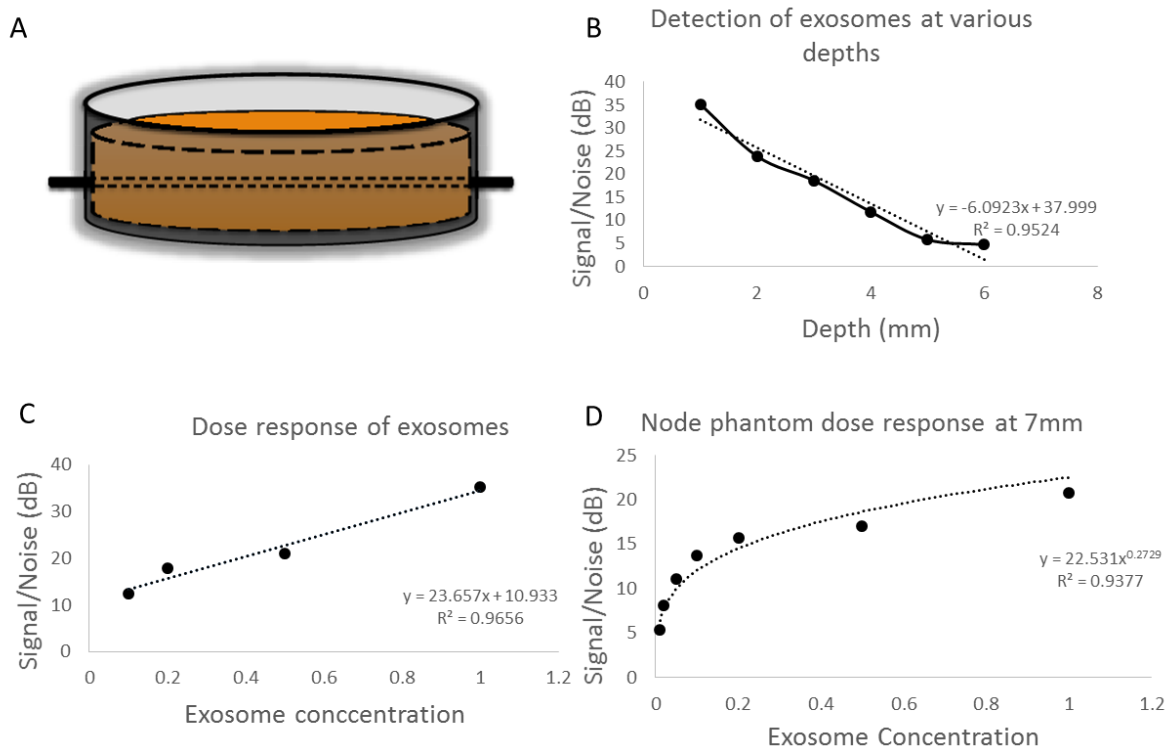 A
B
Detection of exosomes at various
depths
Signal/Noise (dB)
40
35
30
25
20
15
10
5
0
y = -6.0923x + 37.999
R² = 0.9524
0
2
4
6
8
Depth (mm)
C
Dose response of exosomes
Signal/Noise (dB)
40
30
20
10
0
y = 23.657x + 10.933
R² = 0.9656
0
0.2
0.4
0.6
0.8
1
1.2
Exosome conccentration
D
Node phantom dose response at 7mm
Signal/Noise (dB)
25
20
15
10
5
0
y = 22.531x^0.2729
R² = 0.9377
0
0.2
0.4
0.6
0.8
1
1.2
Exosome Concentration